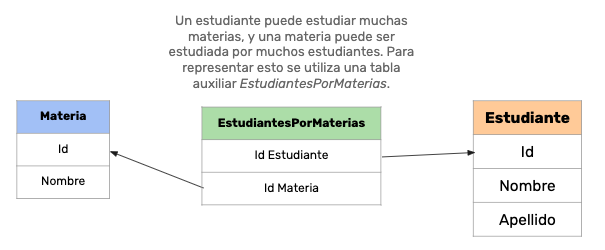 Un estudiante puede estudiar muchas
materias, y una materia puede ser
estudiada por muchos estudiantes. Para
representar esto se utiliza una tabla
auxiliar EstudiantesPorMaterias.
Materia
Id
Nombre
EstudiantesPorMaterias
Id Estudiante
Id Materia
Estudiante
Id
Nombre
Apellido